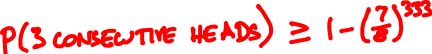 P(3 CONSECUTIVE HEADS) ≥ 1-(7/8)^333